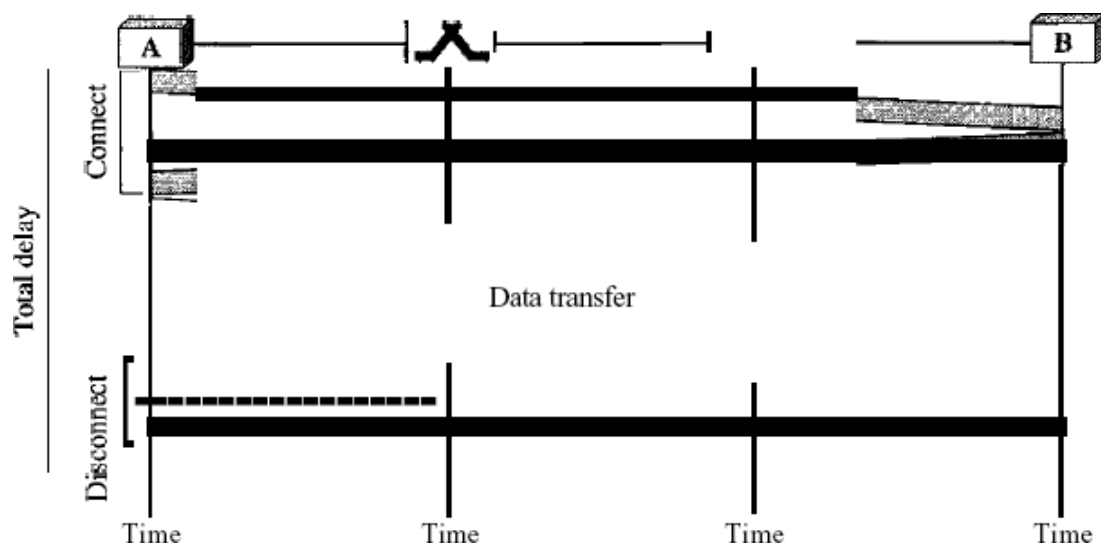 A
B
Connect
Total delay
Data transfer
Disconnect
Time Time Time Time